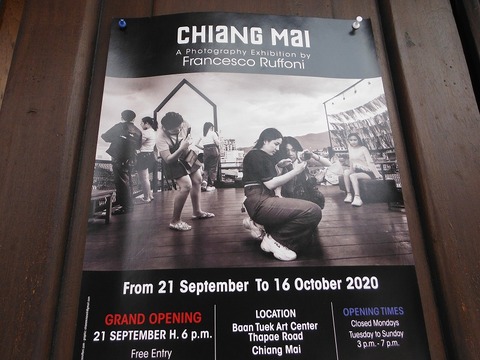 CHIANG MAI
A Photography Exhibition by
Francesco Ruffoni
From 21 September To 16 October 2020
GRAND OPENING
21 SEPTEMBER H. 6 p.m.
Free Entry
LOCATION
Baan Tuek Art Center
Thapae Road
Chiang Mai
OPENING TIMES
Closed Mondays
Tuesday to Sunday
3 p.m. - 7 p.m.